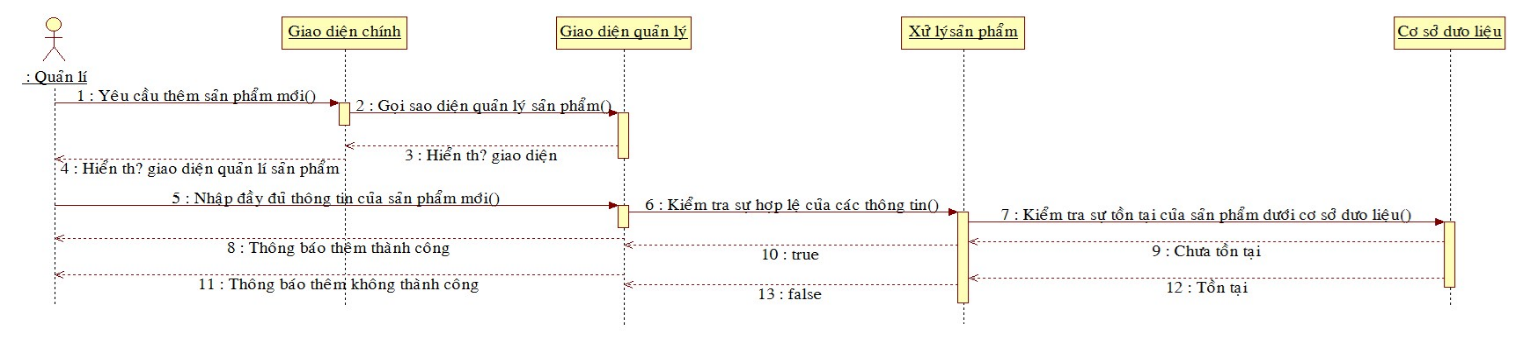 Giao diện chính
Giao diện quản lý
Xử lý sản phẩm
Cơ sở dưo liệu
: Quản lí
1 : Yêu cầu thêm sản phẩm mới()
2 : Gọi sao diện quản lý sản phẩm()
3 : Hiển th? giao diện
4 : Hiển th? giao diện quản lí sản phẩm
5 : Nhập đầy đủ thông tin của sản phẩm mới()
6 : Kiểm tra sự hợp lệ của các thông tin()
7 : Kiểm tra sự tồn tại của sản phẩm dưới cơ sở dưo liệu()
8 : Thông báo thêm thành công
10 : true
9 : Chưa tồn tại
11 : Thông báo thêm không thành công
13 : false
12 : Tồn tại